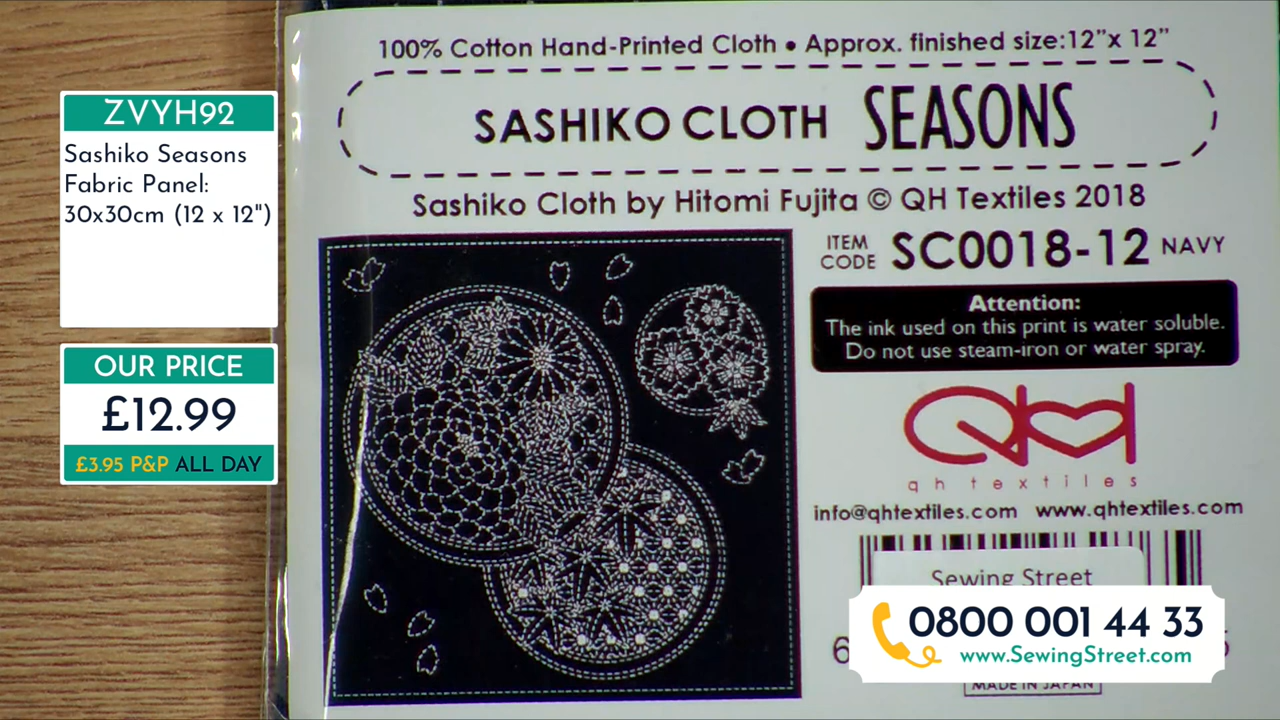 ZVYH92
Sashiko Seasons
Fabric Panel:
30x30cm (12 x 12")
OUR PRICE
£12.99
£3.95 P&P ALL DAY
100% Cotton Hand-Printed Cloth • Approx. finished size:12"x 12"
SASHIKO CLOTH SEASONS
Sashiko Cloth by Hitomi Fujita © QH Textiles 2018
ITEM CODE SC0018-12 NAVY
Attention:
The ink used on this print is water soluble.
Do not use steam-iron or water spray.
QH
qh textiles
info@qhtextiles.com www.qhtextiles.com
Sewing Street
0800 001 44 33
www.SewingStreet.com
MADE IN JAPAN